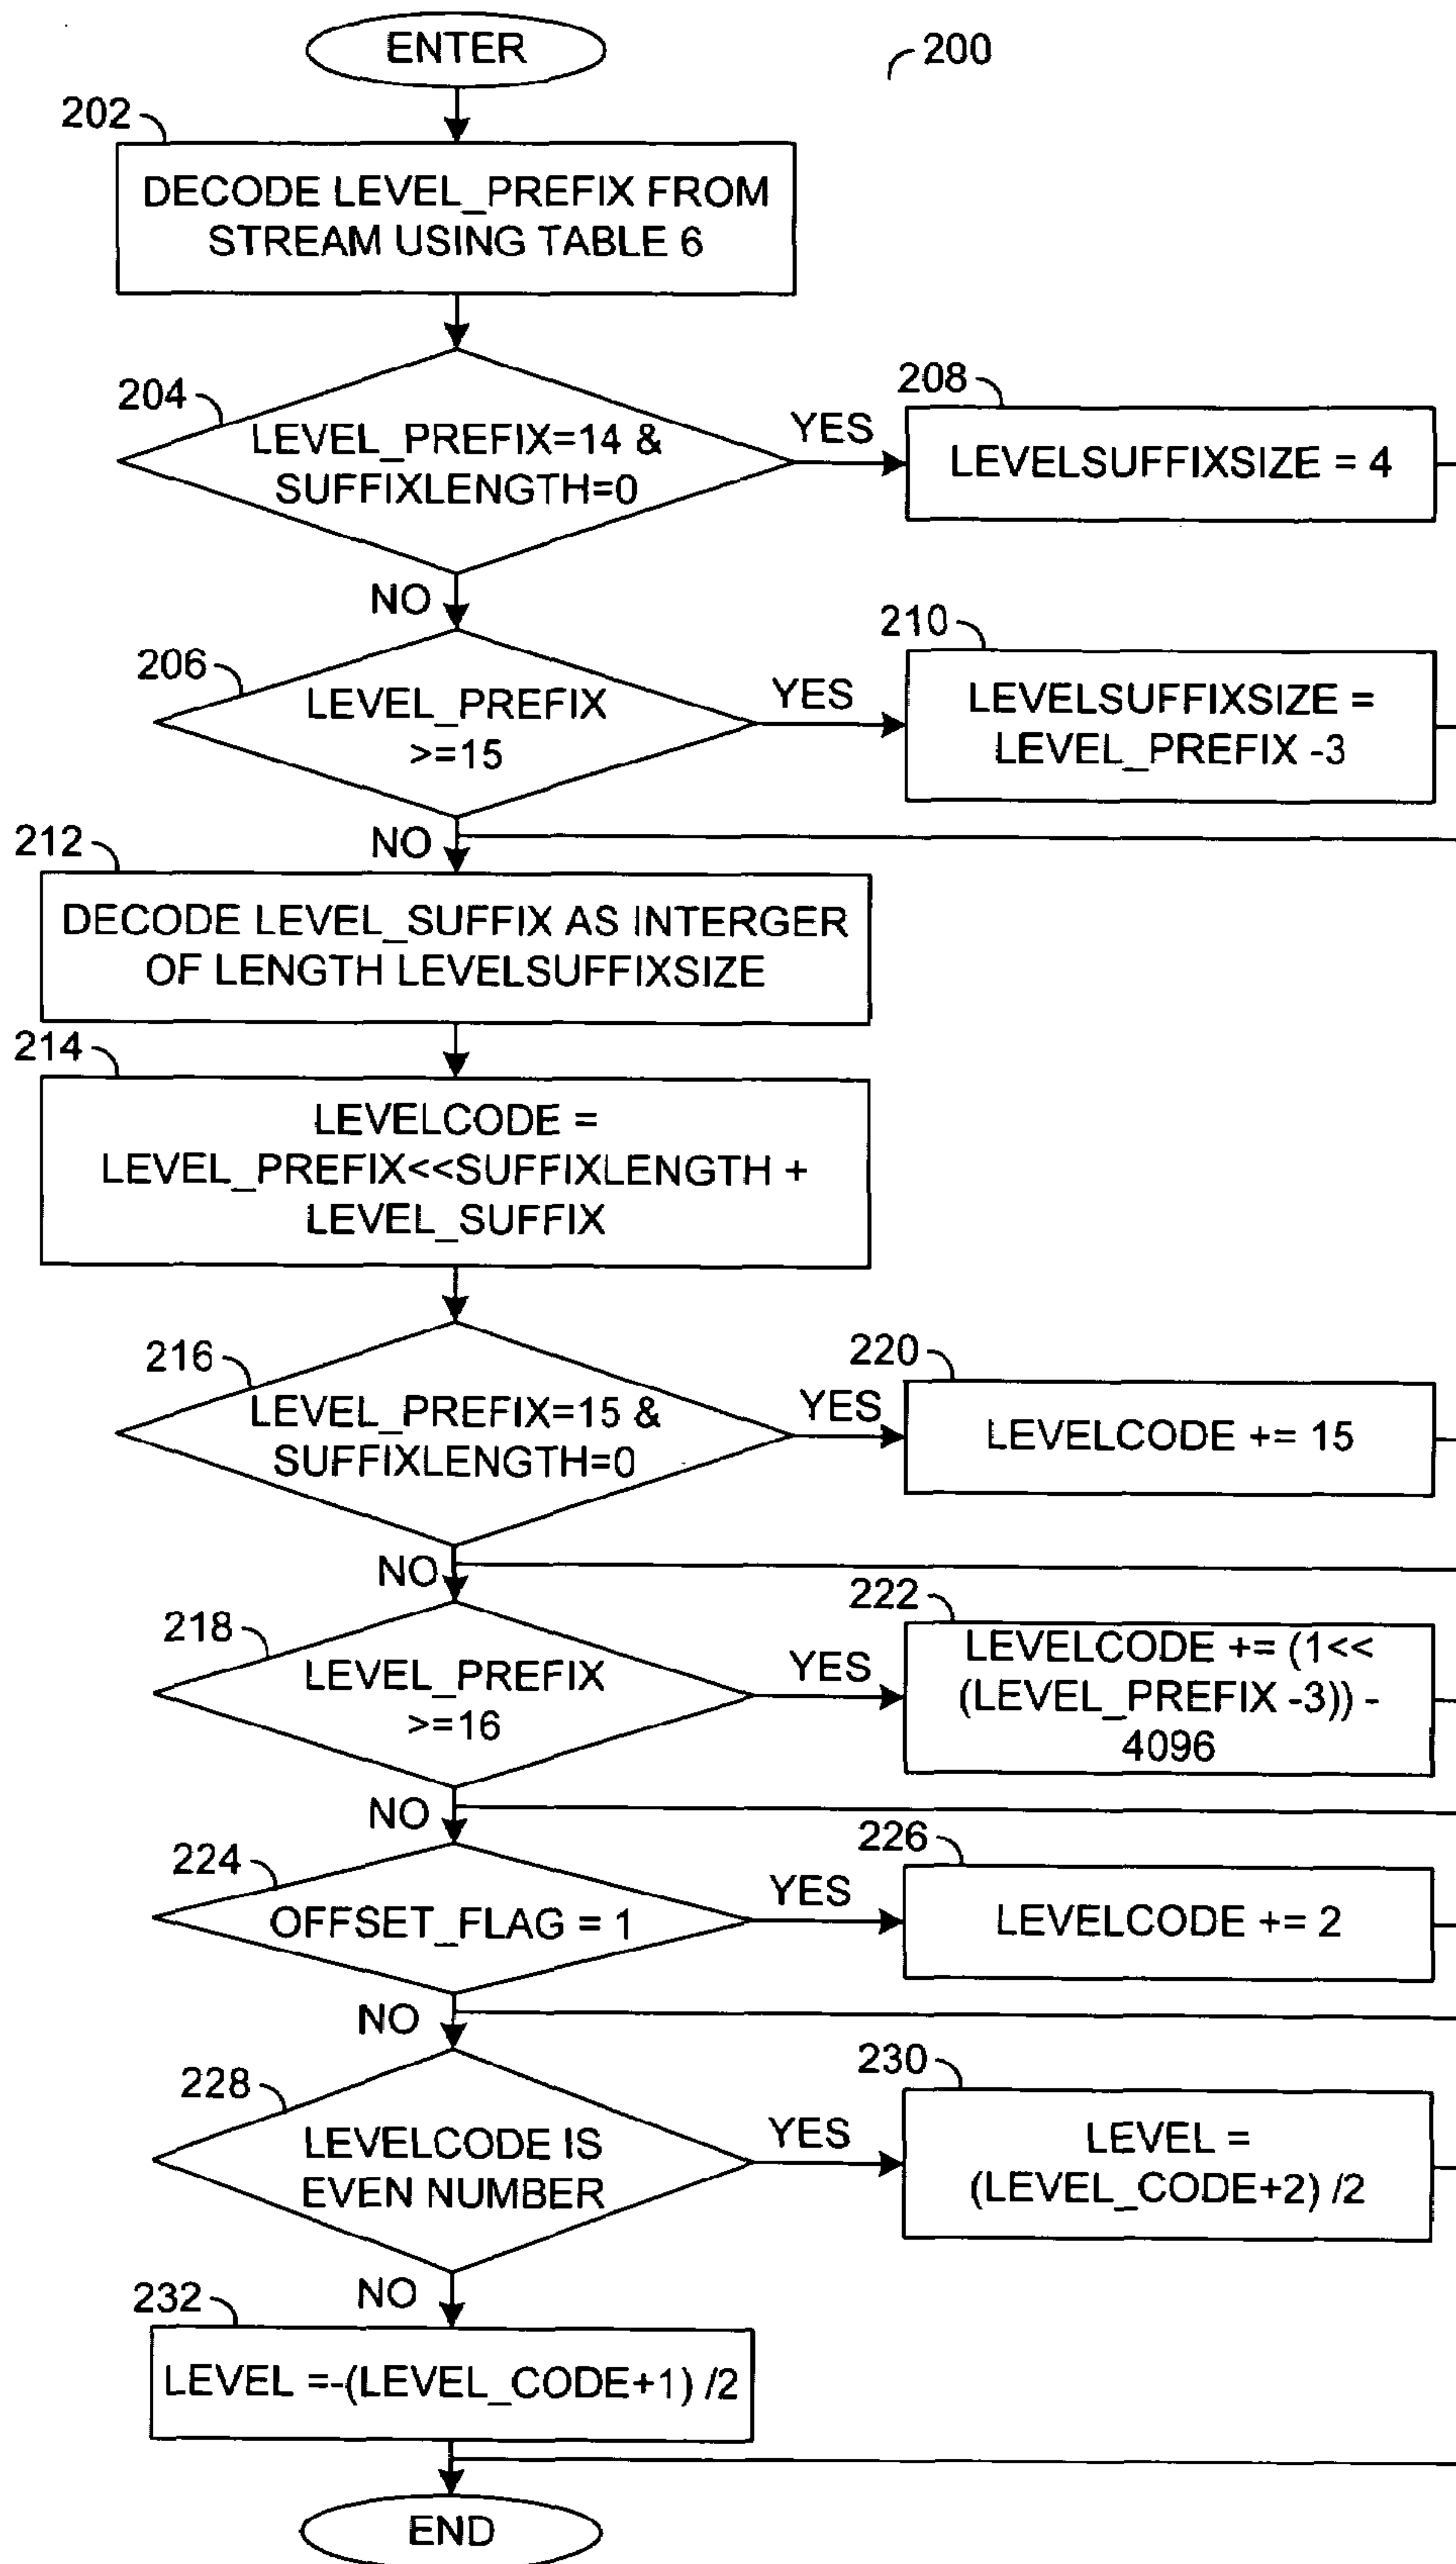 ENTER
200
202
DECODE LEVEL_PREFIX FROM
STREAM USING TABLE 6
204
LEVEL_PREFIX=14 &
SUFFIXLENGTH=0
YES
208
LEVELSUFFIXSIZE = 4
NO
206
LEVEL_PREFIX
>=15
YES
210
LEVELSUFFIXSIZE =
LEVEL_PREFIX -3
NO
212
DECODE LEVEL_SUFFIX AS INTERGER
OF LENGTH LEVELSUFFIXSIZE
214
LEVELCODE =
LEVEL_PREFIX<<SUFFIXLENGTH +
LEVEL_SUFFIX
216
LEVEL_PREFIX=15 &
SUFFIXLENGTH=0
YES
220
LEVELCODE += 15
NO
218
LEVEL_PREFIX
>=16
YES
222
LEVELCODE += (1<<
(LEVEL_PREFIX -3)) -
4096
NO
224
OFFSET_FLAG = 1
YES
226
LEVELCODE += 2
NO
228
LEVELCODE IS
EVEN NUMBER
YES
230
LEVEL =
(LEVEL_CODE+2) /2
NO
232
LEVEL =-(LEVEL_CODE+1) /2
END